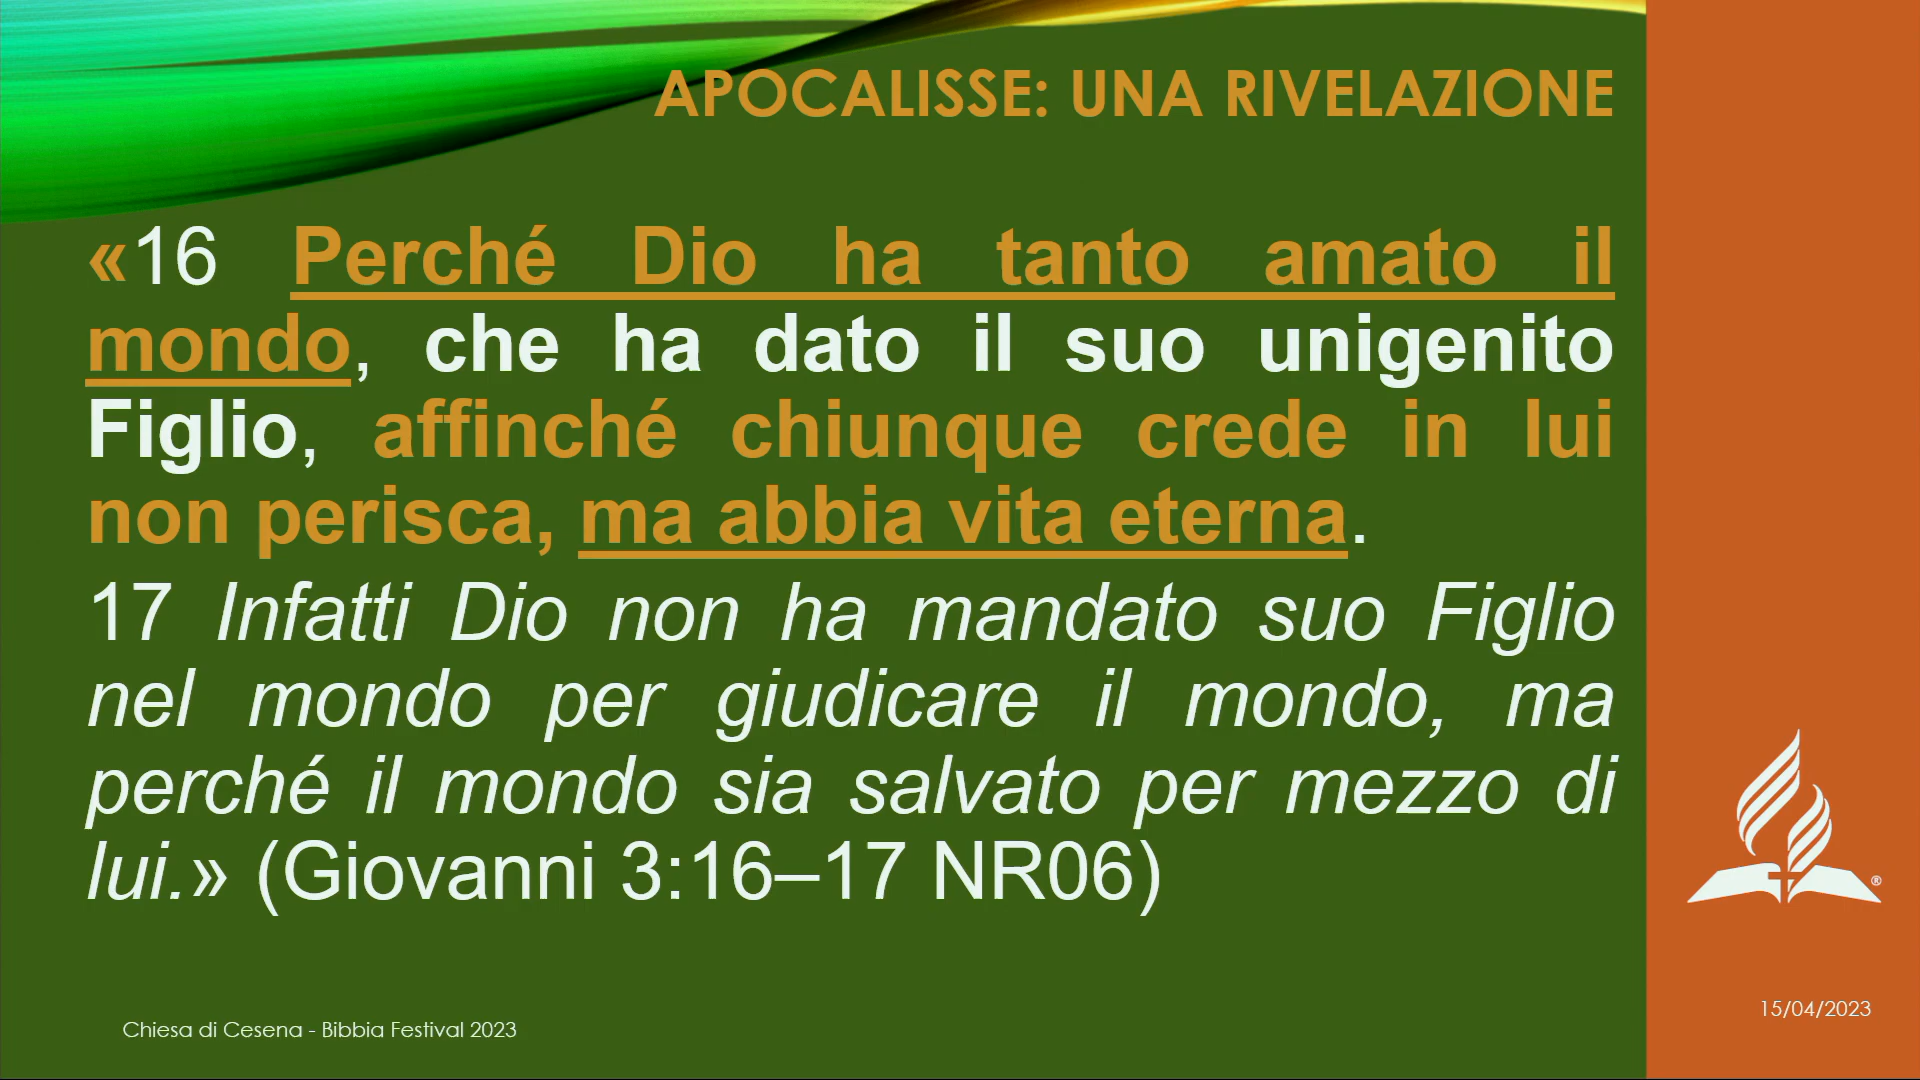 APOCALISSE: UNA RIVELAZIONE
«16 Perché Dio ha tanto amato il
mondo, che ha dato il suo unigenito
Figlio, affinché chiunque crede in lui
non perisca, ma abbia vita eterna.
17 Infatti Dio non ha mandato suo Figlio
nel mondo per giudicare il mondo, ma
perché il mondo sia salvato per mezzo di
lui.» (Giovanni 3:16–17 NR06)
®
15/04/2023
Chiesa di Cesena - Bibbia Festival 2023